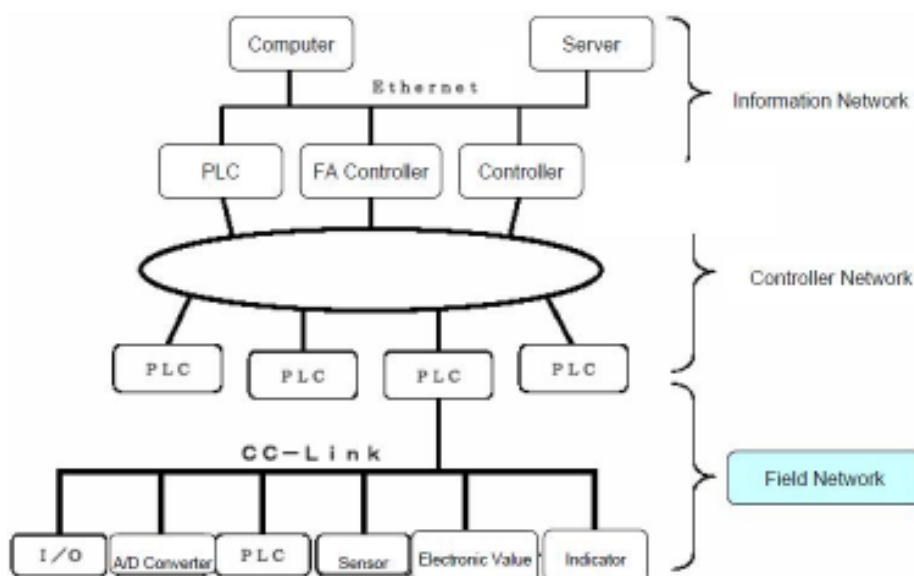 Computer
Server
Ethernet
Information Network
PLC
FA Controller
Controller
Controller Network
PLC
PLC
PLC
PLC
CC-Link
Field Network
I/O
A/D Converter
PLC
Sensor
Electronic Value
Indicator